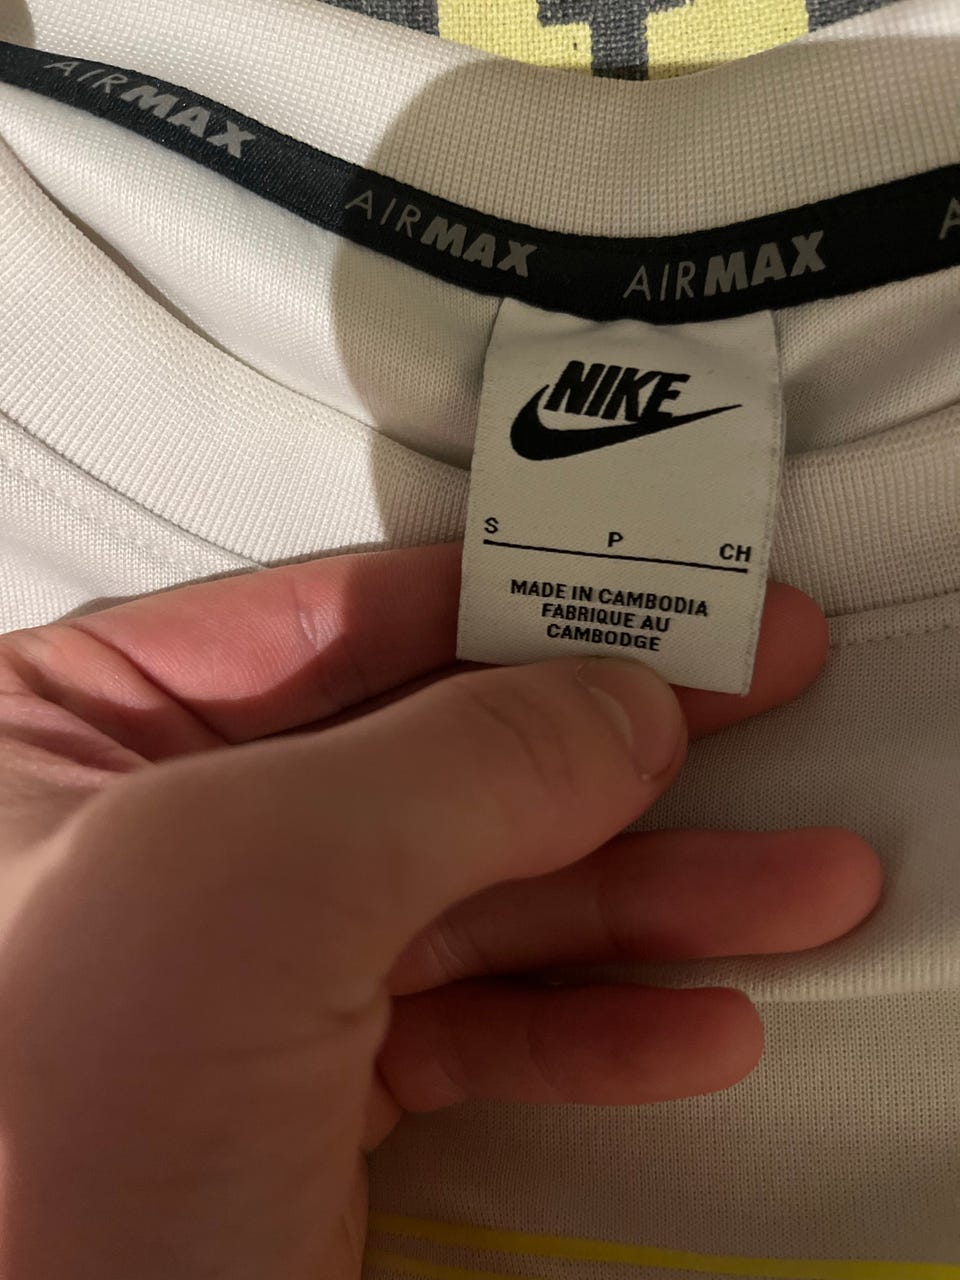 AIRMAX
AIRMAX
AIRMAX
A
NIKE
S P CH
MADE IN CAMBODIA
FABRIQUE AU
CAMBODGE